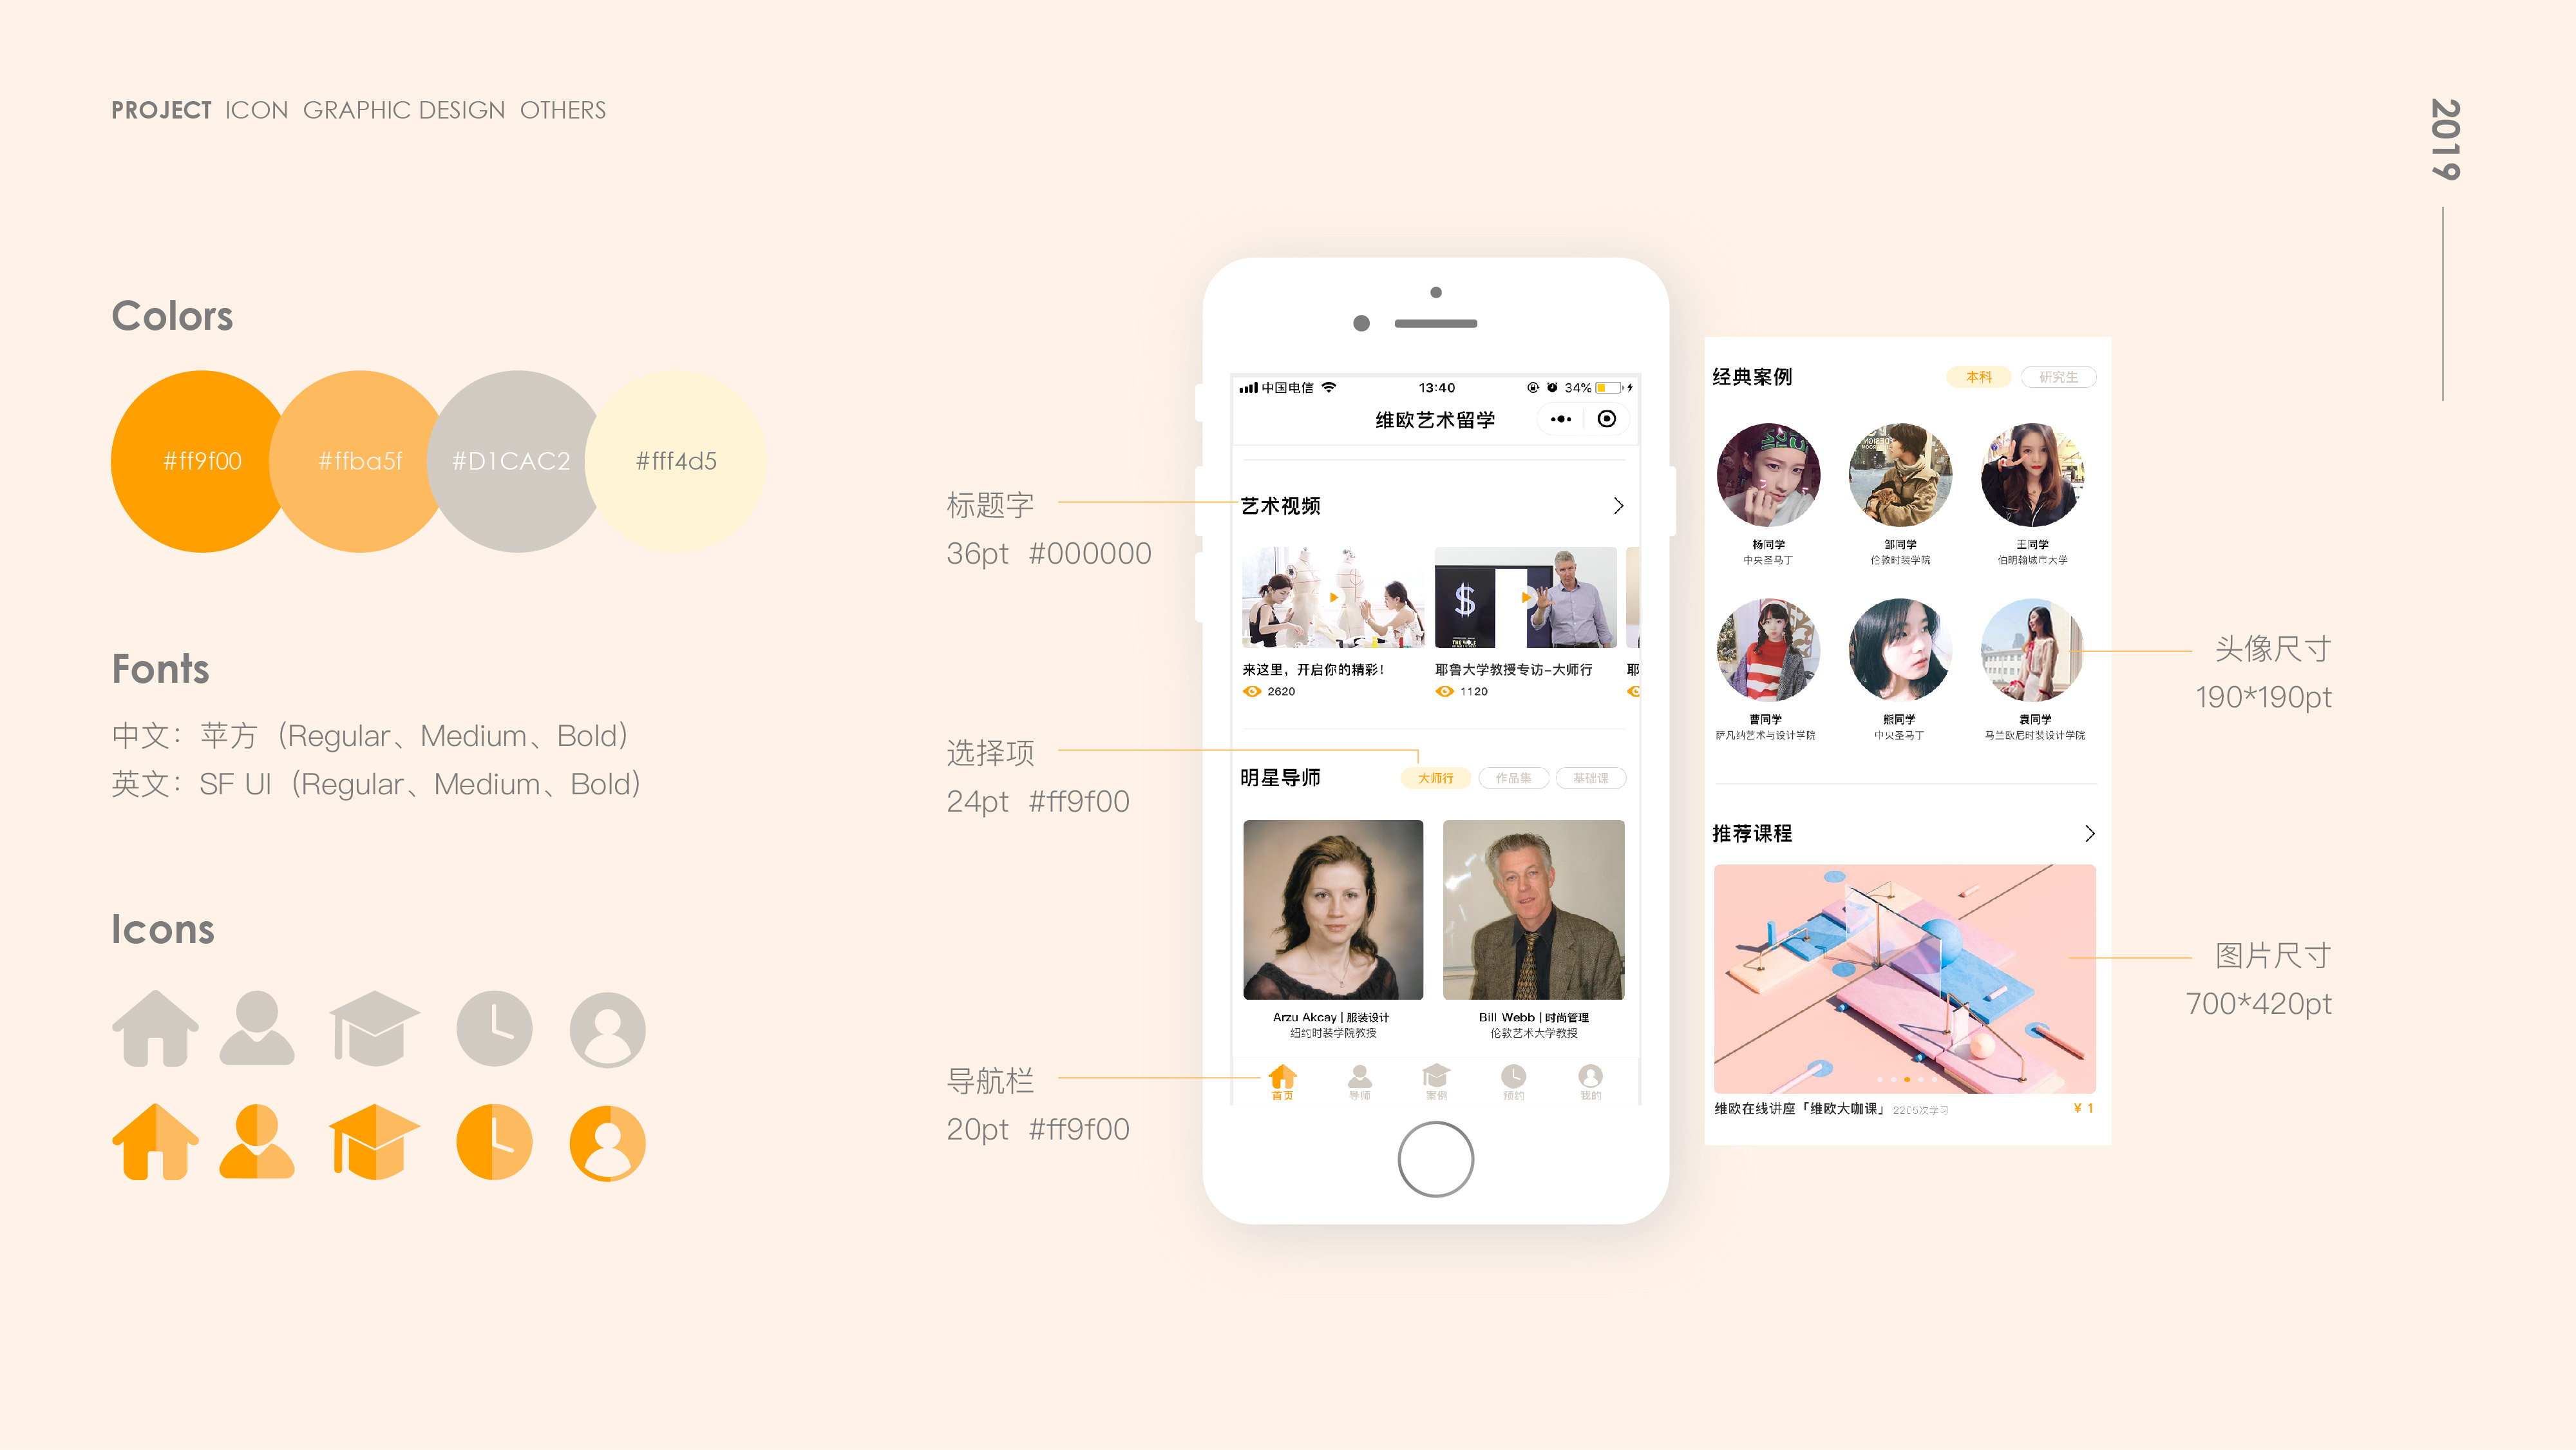 PROJECT ICON GRAPHIC DESIGN OTHERS
2019
Colors
#ff9f00 #ffba5f #D1CAC2 #fff4d5
Fonts
中文：苹方（Regular、Medium、Bold）
英文：SF UI（Regular、Medium、Bold）
Icons
标题字
36pt #000000
选择项
24pt #ff9f00
导航栏
20pt #ff9f00
中国电信 13:40 34%
维欧艺术留学
艺术视频
$
来这里，开启你的精彩！ 耶鲁大学教授专访-大师行 耶
2620 1120
明星导师 大师行 作品集 基础课
Arzu Akcay | 服装设计 Bill Webb | 时尚管理
纽约时装学院教授 伦敦艺术大学教授
首页 导师 案例 预约 我的
经典案例 本科 研究生
杨同学 邹同学 王同学
中央圣马丁 伦敦时装学院 伯明翰城市大学
曹同学 熊同学 袁同学
萨凡纳艺术与设计学院 中央圣马丁 马兰欧尼时装设计学院
推荐课程
维欧在线讲座「维欧大咖课」 2205次学习 ¥ 1
头像尺寸
190*190pt
图片尺寸
700*420pt